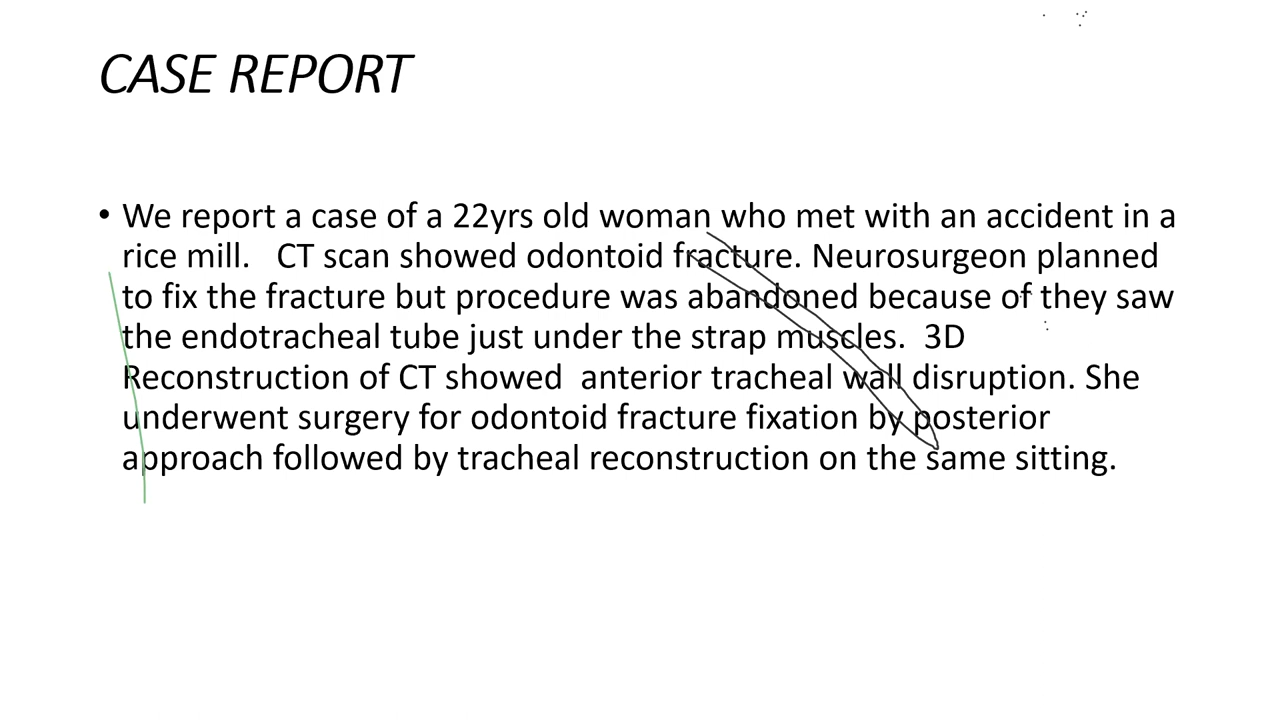 CASE REPORT
• We report a case of a 22yrs old woman who met with an accident in a
rice mill.   CT scan showed odontoid fracture. Neurosurgeon planned
to fix the fracture but procedure was abandoned because of they saw
the endotracheal tube just under the strap muscles.  3D
Reconstruction of CT showed  anterior tracheal wall disruption. She
underwent surgery for odontoid fracture fixation by posterior
approach followed by tracheal reconstruction on the same sitting.